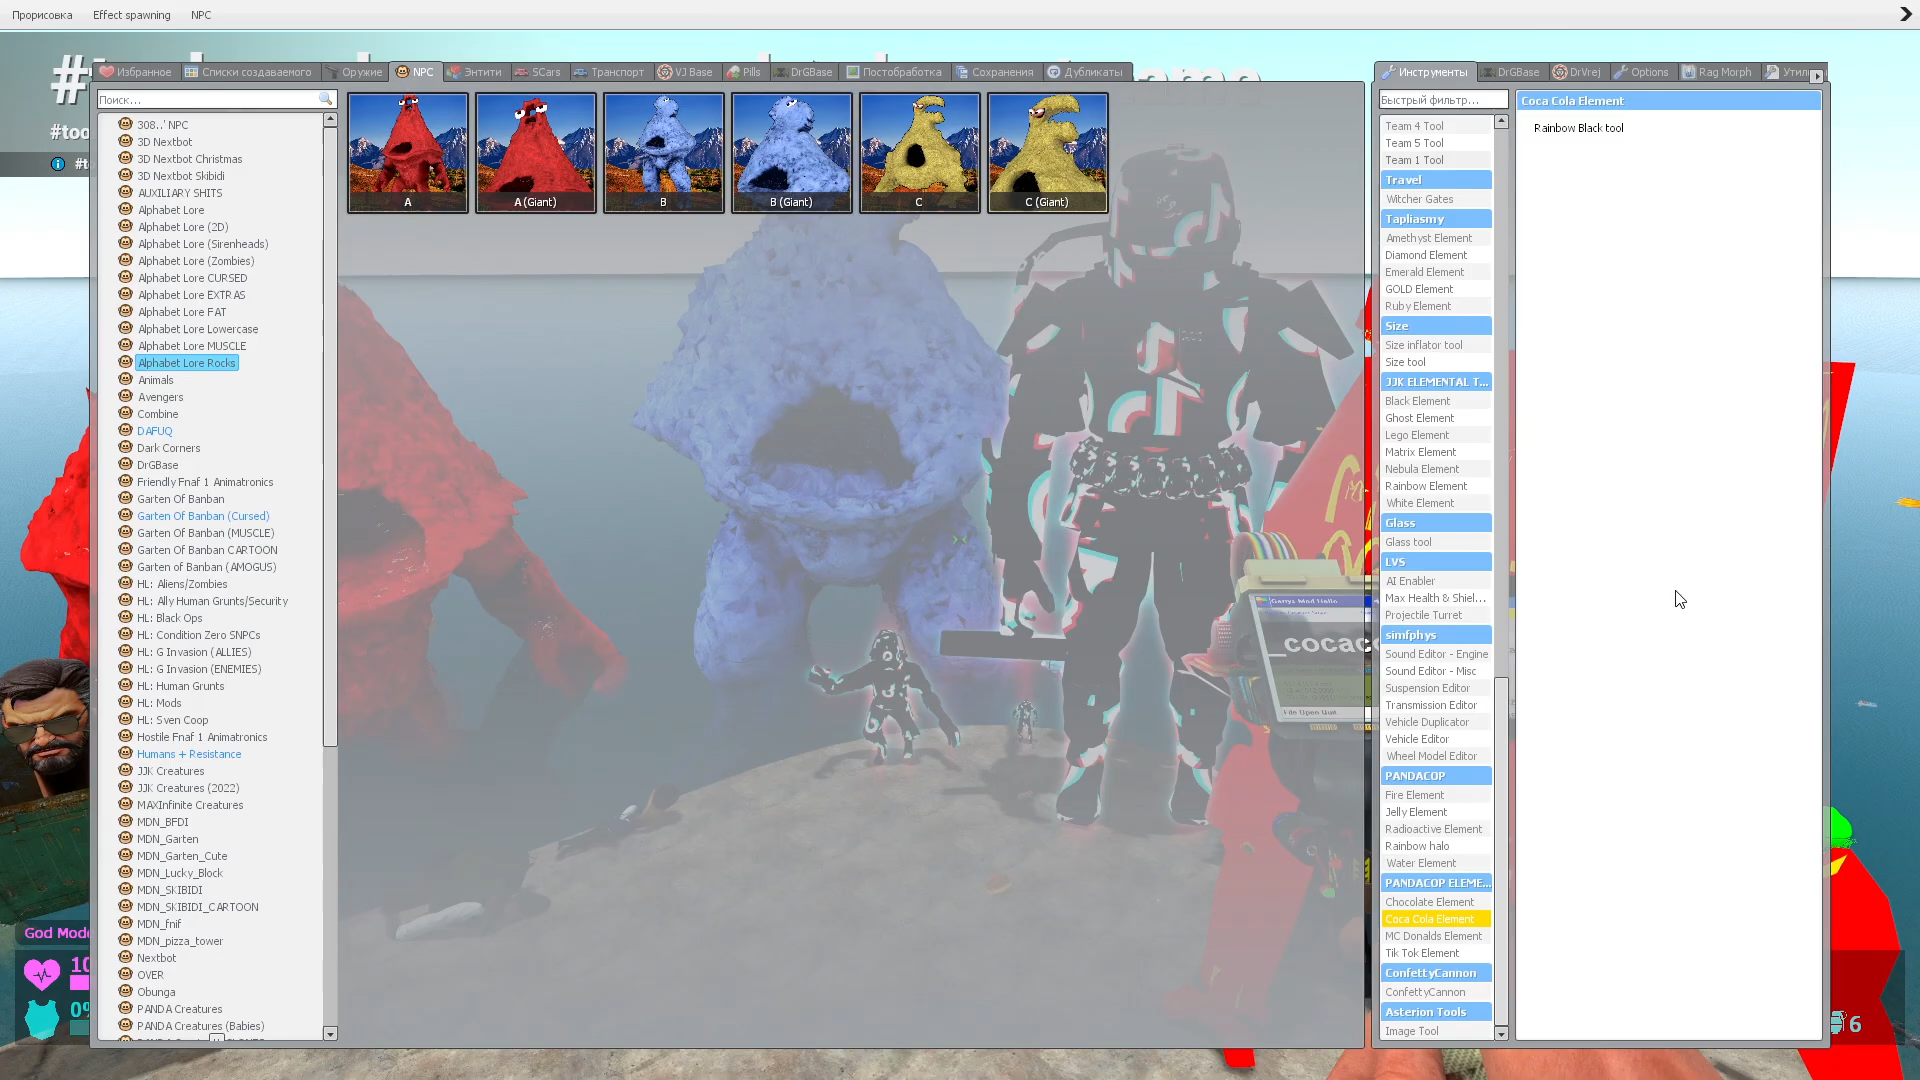 Прорисовка
Effect spawning
NPC
Избранное
Списки создаваемого
Оружие
NPC
Энтити
SCars
Транспорт
VJ Base
Pills
DrGBase
Постобработка
Сохранения
Дубликаты
Поиск...
308..' NPC
3D Nextbot
3D Nextbot Christmas
3D Nextbot Skibidi
AUXILIARY SHITS
Alphabet Lore
Alphabet Lore (2D)
Alphabet Lore (Sirenheads)
Alphabet Lore (Zombies)
Alphabet Lore CURSED
Alphabet Lore EXTRAS
Alphabet Lore FAT
Alphabet Lore Lowercase
Alphabet Lore MUSCLE
Alphabet Lore Rocks
Animals
Avengers
Combine
DAFUQ
Dark Corners
DrGBase
Friendly Fnaf 1 Animatronics
Garten Of Banban
Garten Of Banban (Cursed)
Garten Of Banban (MUSCLE)
Garten Of Banban CARTOON
Garten of Banban (AMOGUS)
HL: Aliens/Zombies
HL: Ally Human Grunts/Security
HL: Black Ops
HL: Condition Zero SNPCs
HL: G Invasion (ALLIES)
HL: G Invasion (ENEMIES)
HL: Human Grunts
HL: Mods
HL: Sven Coop
Hostile Fnaf 1 Animatronics
Humans + Resistance
JJK Creatures
JJK Creatures (2022)
MAXInfinite Creatures
MDN_BFDI
MDN_Garten
MDN_Garten_Cute
MDN_Lucky_Block
MDN_SKIBIDI
MDN_SKIBIDI_CARTOON
MDN_fnif
MDN_pizza_tower
Nextbot
OVER
Obunga
PANDA Creatures
PANDA Creatures (Babies)
A
A (Giant)
B
B (Giant)
C
C (Giant)
Инструменты
DrGBase
DrVrej
Options
Rag Morph
Быстрый фильтр...
Team 4 Tool
Team 5 Tool
Team 1 Tool
Travel
Witcher Gates
Tapliasmy
Amethyst Element
Diamond Element
Emerald Element
GOLD Element
Ruby Element
Size
Size inflator tool
Size tool
JJK ELEMENTAL T...
Black Element
Ghost Element
Lego Element
Matrix Element
Nebula Element
Rainbow Element
White Element
Glass
Glass tool
LVS
AI Enabler
Max Health & Shiel...
Projectile Turret
simfphys
Sound Editor - Engine
Sound Editor - Misc
Suspension Editor
Transmission Editor
Vehicle Duplicator
Vehicle Editor
Wheel Model Editor
PANDACOP
Fire Element
Jelly Element
Radioactive Element
Rainbow halo
Water Element
PANDACOP ELEME...
Chocolate Element
Coca Cola Element
MC Donalds Element
Tik Tok Element
ConfettyCannon
ConfettyCannon
Asterion Tools
Image Tool
Coca Cola Element
Rainbow Black tool
_cocac
God Mode
10
0%
6